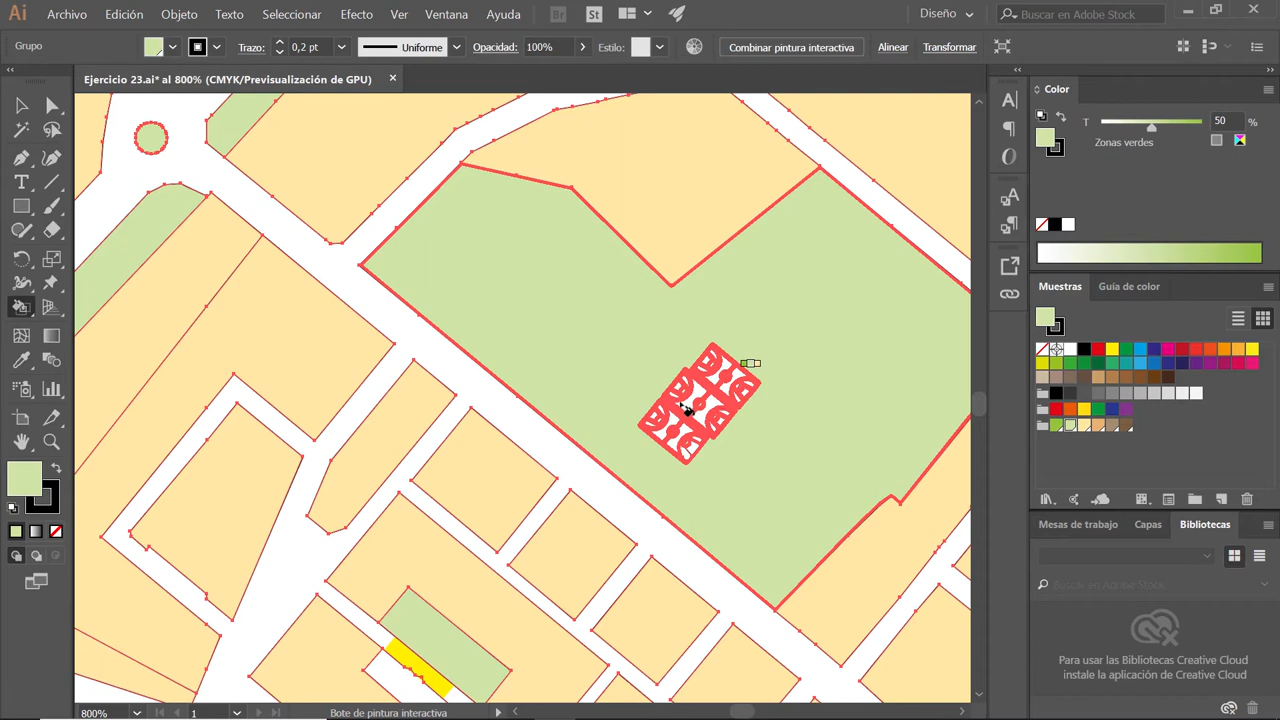 Ai Archivo Edición Objeto Texto Seleccionar Efecto Ver Ventana Ayuda Br St Diseño Buscar en Adobe Stock
Grupo Trazo: 0,2 pt Uniforme Opacidad: 100% Estilo: Combinar pintura interactiva Alinear Transformar
Ejercicio 23.ai* al 800% (CMYK/Previsualización de GPU)
Color
T 50 %
Zonas verdes
Muestras Guía de color
Mesas de trabajo Capas Bibliotecas
Buscar en Adobe Stock
Para usar las Bibliotecas Creative Cloud
instale la aplicación de Creative Cloud
800% 1 Bote de pintura interactiva